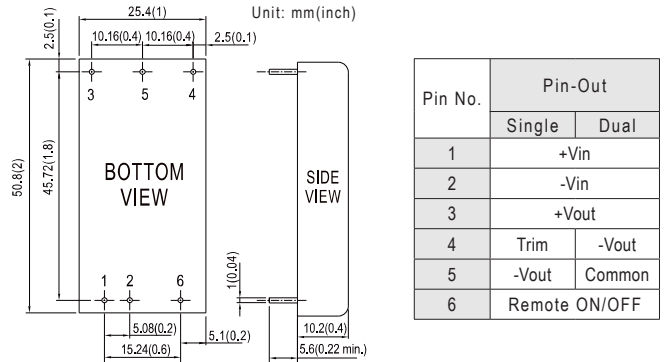 Unit: mm(inch)
25.4(1)
2.5(0.1)
10.16(0.4) 10.16(0.4) 2.5(0.1)
3 5 4
50.8(2)
45.72(1.8)
BOTTOM
VIEW
SIDE
VIEW
1 2 6
1(0.04)
5.08(0.2)
5.1(0.2)
10.2(0.4)
15.24(0.6)
5.6(0.22 min.)
Pin No. Pin-Out
Single Dual
1 +Vin
2 -Vin
3 +Vout
4 Trim -Vout
5 -Vout Common
6 Remote ON/OFF